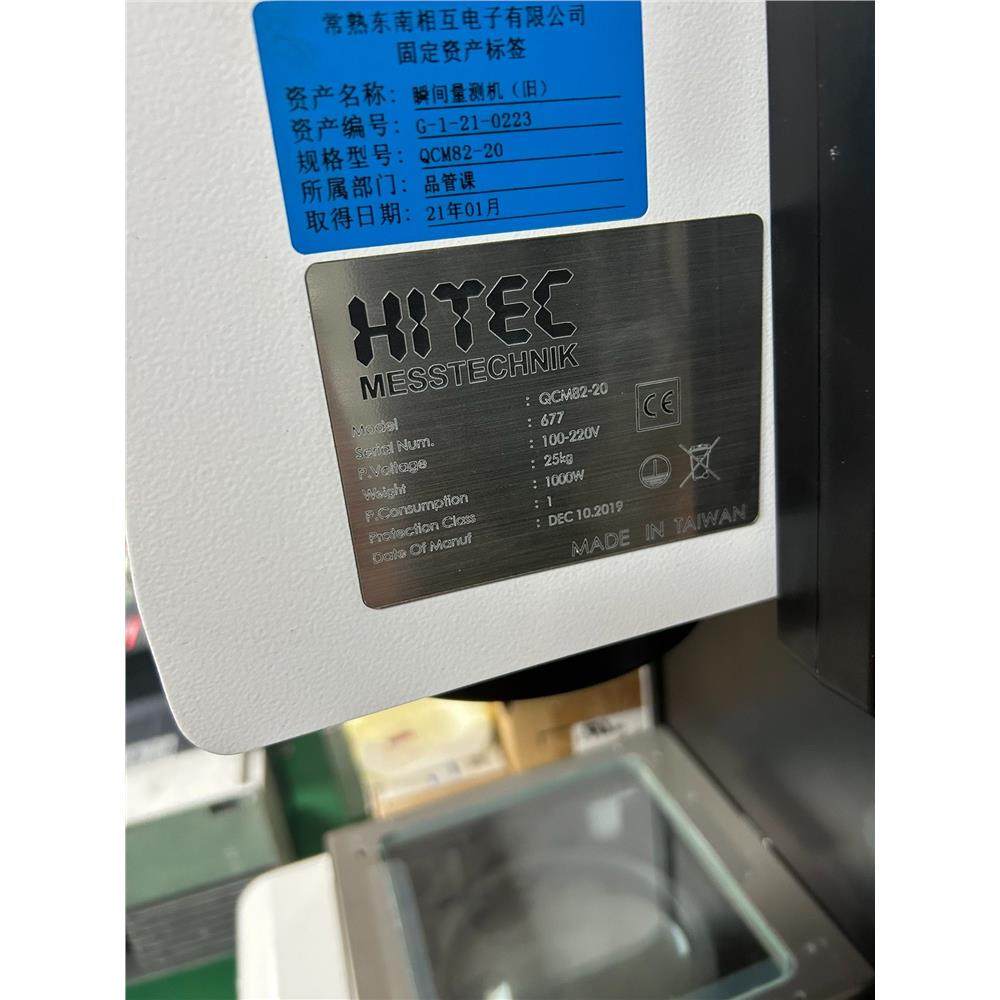 常熟东南相互电子有限公司
固定资产标签
资产名称: 瞬间量测机（旧）
资产编号: G-1-21-0223
规格型号: QCM82-20
所属部门: 品管课
取得日期: 21年01月
HITEC
MESSTECHNIK
Model : QCM82-20
Serial Num. : 677
P.Voltage : 100-220V
Weight : 25kg
P.Consumption : 1000W
Protection Class : 1
Date Of Manuf : DEC 10.2019
CE
MADE IN TAIWAN